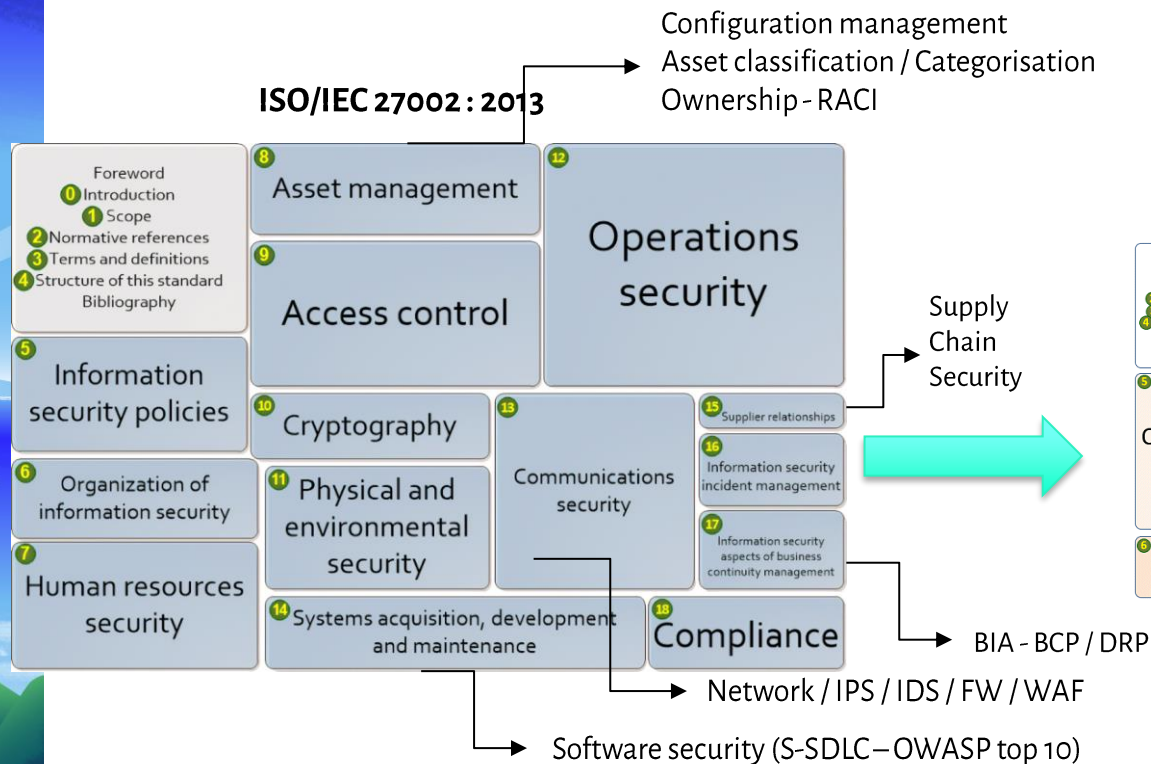 Configuration management
Asset classification / Categorisation
Ownership - RACI
ISO/IEC 27002 : 2013
Foreword
0 Introduction
1 Scope
2 Normative references
3 Terms and definitions
4 Structure of this standard
Bibliography
5
Information
security policies
6
Organization of
information security
7
Human resources
security
8
Asset management
9
Access control
10
Cryptography
11
Physical and
environmental
security
12
Operations
security
13
Communications
security
14
Systems acquisition, development
and maintenance
15
Supplier relationships
16
Information security
incident management
17
Information security
aspects of business
continuity management
18
Compliance
Supply
Chain
Security
BIA - BCP / DRP
Network / IPS / IDS / FW / WAF
Software security (S-SDLC – OWASP top 10)
4
5
6